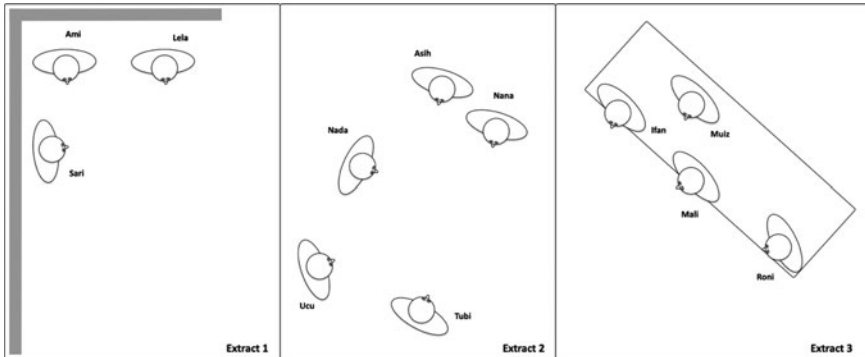 Ami
Lela
Sari
Extract 1
Asih
Nana
Nada
Ucu
Tubi
Extract 2
Ifan
Muiz
Mali
Roni
Extract 3